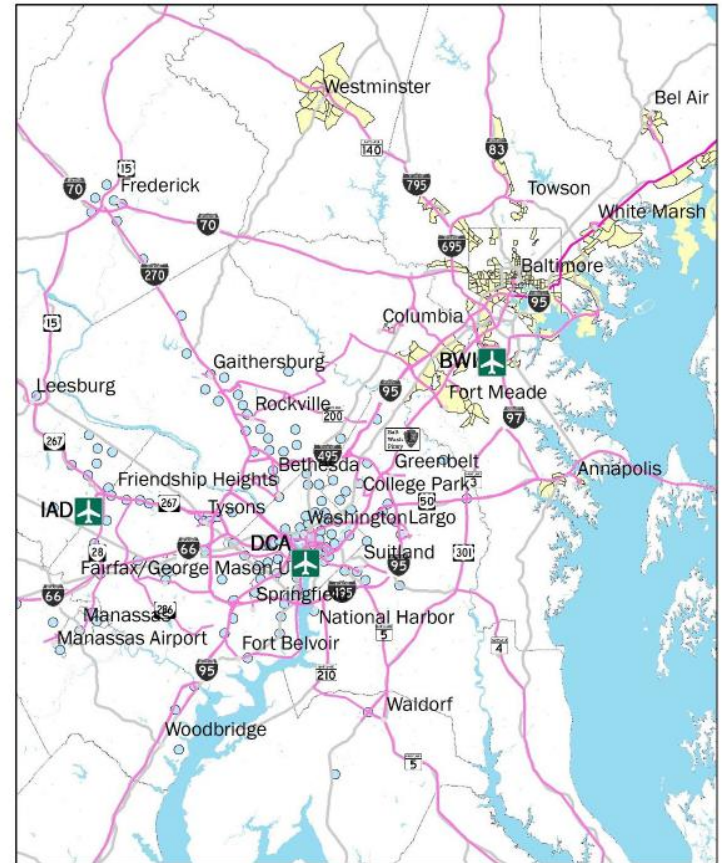 Westminster
Bel Air
140
83
15
Frederick
795
Towson
70
70
White Marsh
695
270
Baltimore
95
15
Columbia
Gaithersburg
BWI
Leesburg
95
Fort Meade
Rockville
200
97
267
495
Bethesda
Greenbelt
Annapolis
Friendship Heights
College Park
3
IAD
267
Tysons
50
Washington
Largo
DCA
28
66
Suitland
301
Fairfax/George Mason U
95
66
Springfield
495
286
Manassas
National Harbor
Manassas Airport
Fort Belvoir
5
4
95
210
Waldorf
Woodbridge
5